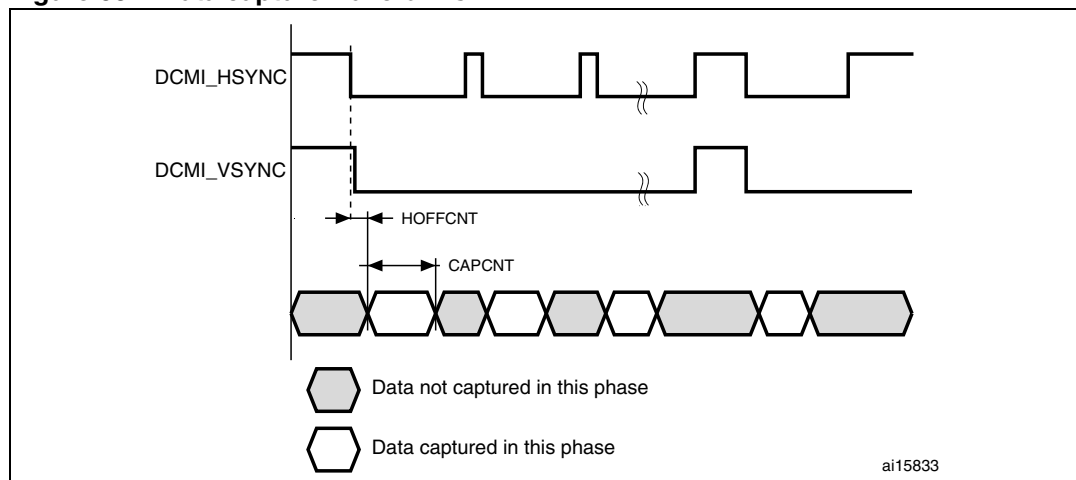 DCMI_HSYNC
DCMI_VSYNC
HOFFCNT
CAPCNT
Data not captured in this phase
Data captured in this phase
ai15833